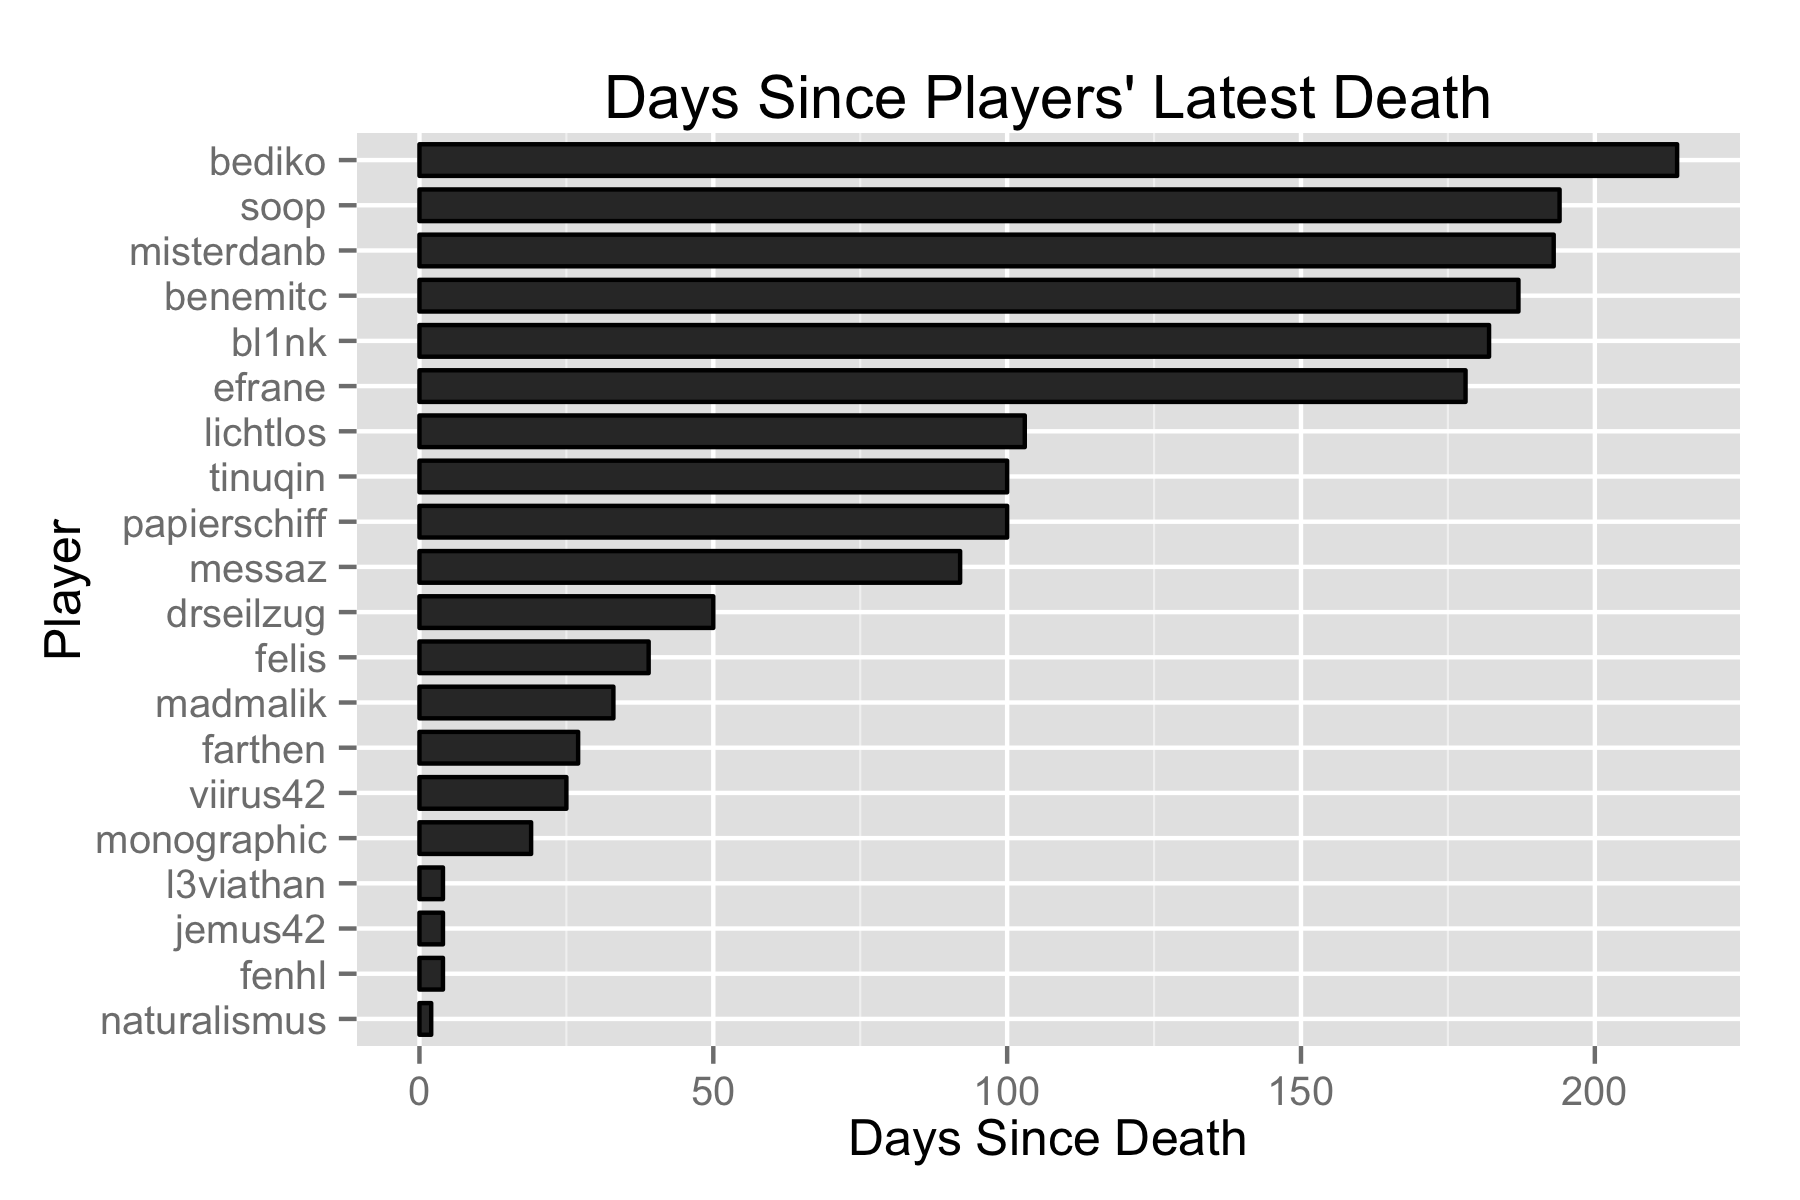 Days Since Players' Latest Death
bediko
soop
misterdanb
benemitc
bl1nk
efrane
lichtlos
tinuqin
papierschiff
messaz
drseilzug
felis
madmalik
farthen
viirus42
monographic
l3viathan
jemus42
fenhl
naturalismus
Player
0 50 100 150 200
Days Since Death